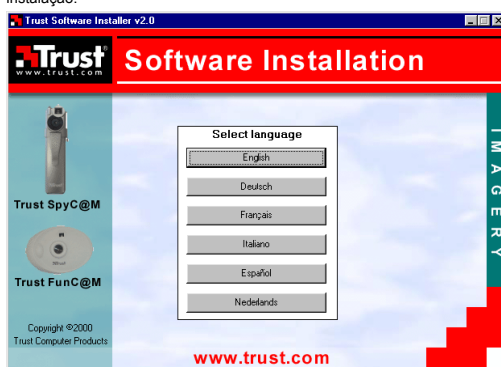 instalação.
Trust Software Installer v2.0
Trust
www.trust.com
Software Installation
Select language
English
Deutsch
Français
Italiano
Español
Nederlands
Trust SpyC@M
Trust FunC@M
Copyright ©2000
Trust Computer Products
IMAGERY
www.trust.com